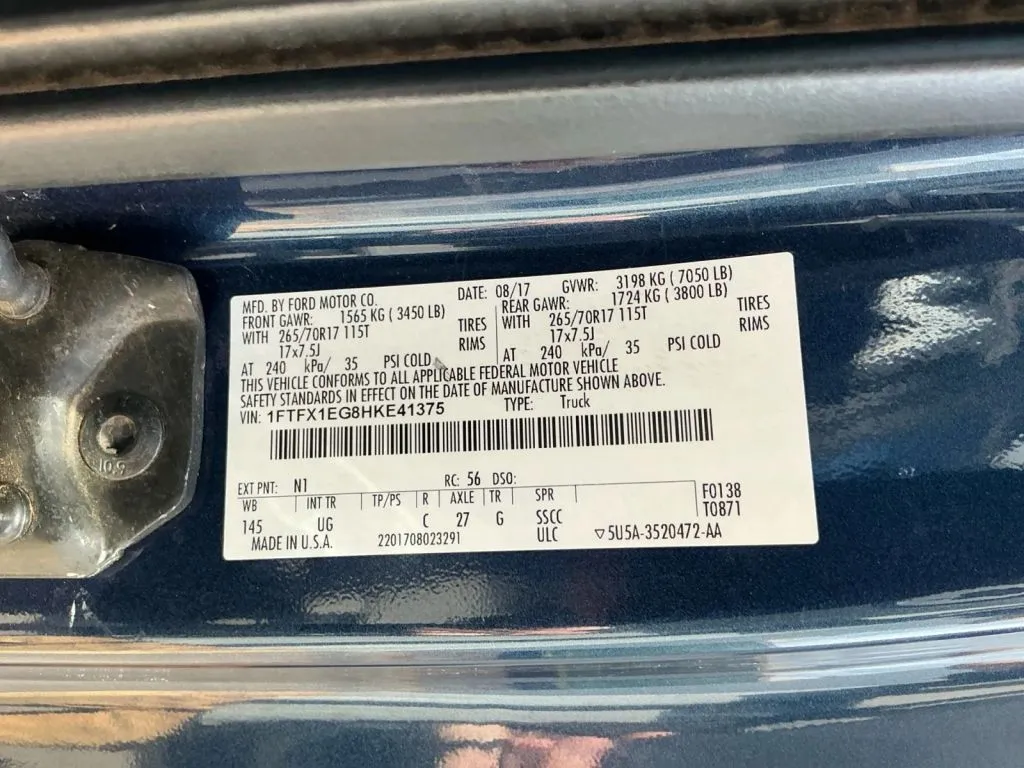 MFD. BY FORD MOTOR CO. DATE: 08/17 GVWR: 3198 KG ( 7050 LB)
FRONT GAWR: 1565 KG ( 3450 LB) REAR GAWR: 1724 KG ( 3800 LB)
WITH 265/70R17 115T TIRES WITH 265/70R17 115T TIRES
17x7.5J RIMS 17x7.5J RIMS
AT 240 kPa/ 35 PSI COLD AT 240 kPa/ 35 PSI COLD
THIS VEHICLE CONFORMS TO ALL APPLICABLE FEDERAL MOTOR VEHICLE
SAFETY STANDARDS IN EFFECT ON THE DATE OF MANUFACTURE SHOWN ABOVE.
VIN: 1FTFX1EG8HKE41375 TYPE: Truck
EXT PNT: N1 RC: 56 DSO:
WB INT TR TP/PS R AXLE TR SPR F0138
145 UG C 27 G SSCC T0871
MADE IN U.S.A. 2201708023291 ULC ▽5U5A-3520472-AA